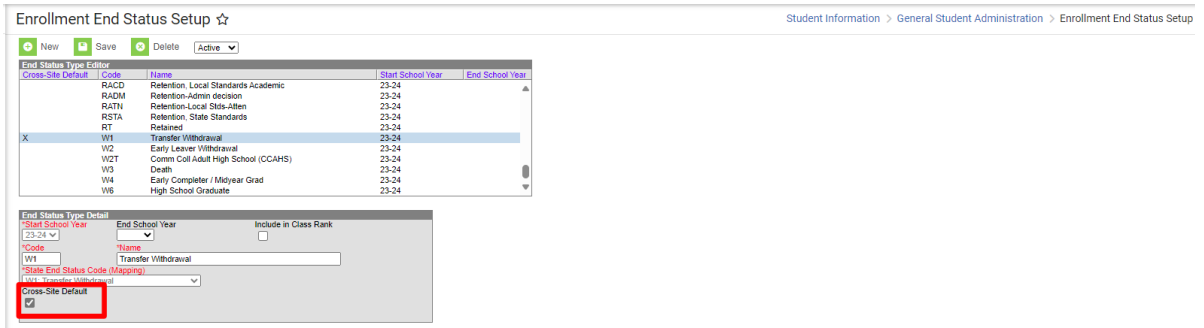 Enrollment End Status Setup
Student Information > General Student Administration > Enrollment End Status Setup
New Save Delete Active
End Status Type Editor
Cross-Site Default Code Name Start School Year End School Year
RACD Retention, Local Standards Academic 23-24
RADM Retention-Admin decision 23-24
RATN Retention-Local Stds-Atten 23-24
RSTA Retention, State Standards 23-24
RT Retained 23-24
X W1 Transfer Withdrawal 23-24
W2 Early Leaver Withdrawal 23-24
W2T Comm Coll Adult High School (CCAHS) 23-24
W3 Death 23-24
W4 Early Completer / Midyear Grad 23-24
W6 High School Graduate 23-24
End Status Type Detail
*Start School Year End School Year Include in Class Rank
23-24
*Code *Name
W1 Transfer Withdrawal
*State End Status Code (Mapping)
W1: Transfer Withdrawal
Cross-Site Default